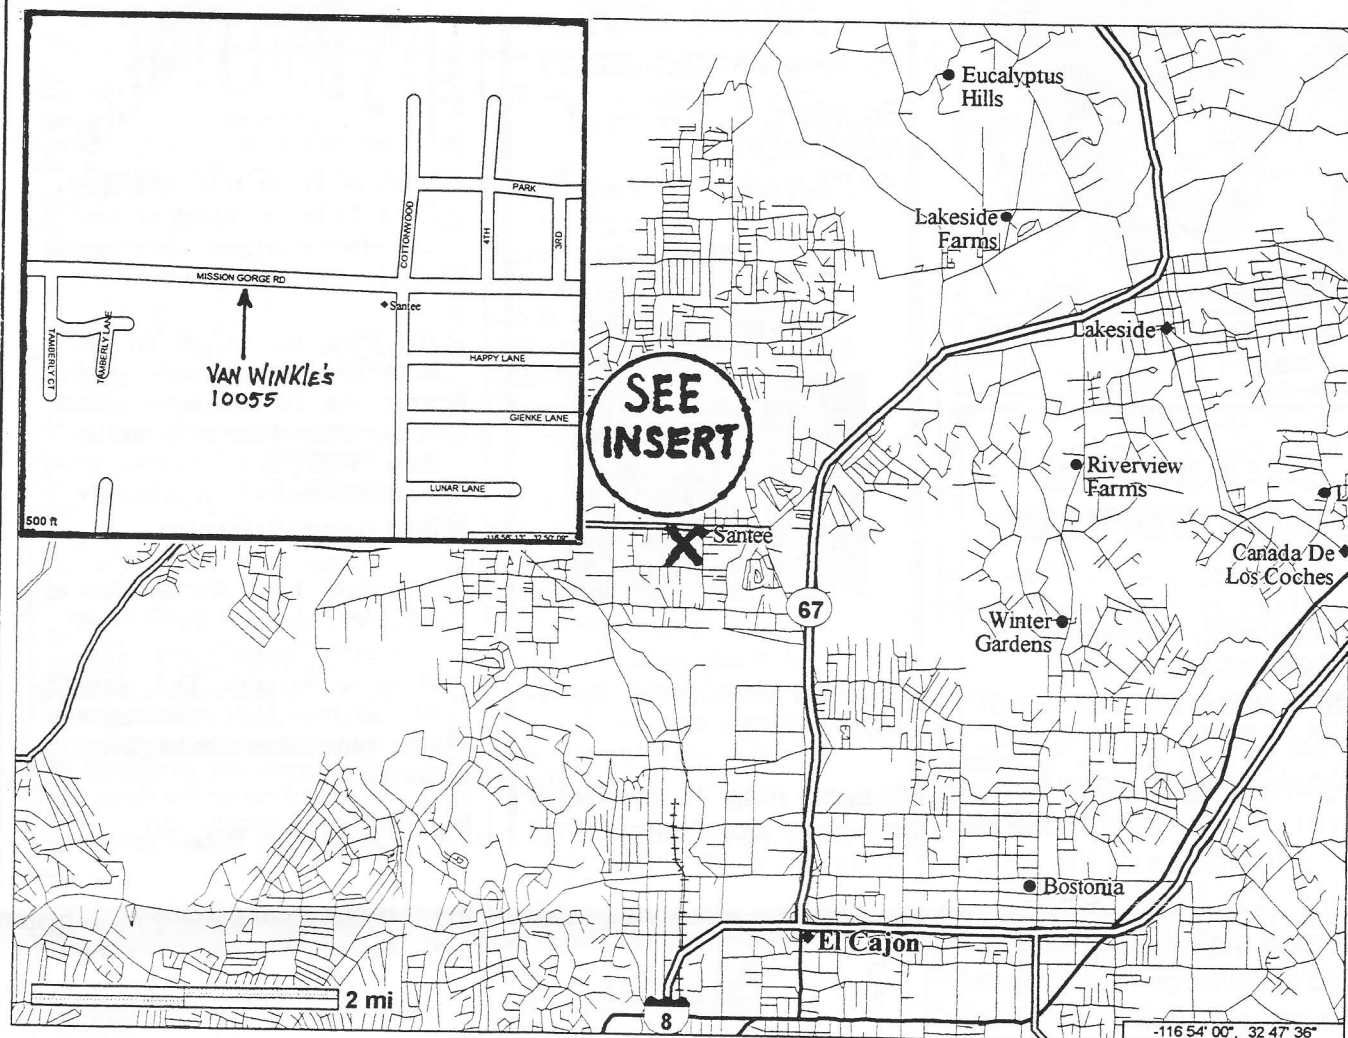 PARK
COTTONWOOD
4TH
3RD
MISSION GORGE RD
Santee
TAMBERLY CT
TAMBERLY LANE
HAPPY LANE
VAN WINKlE's
10055
GIENKE LANE
LUNAR LANE
500 ft
SEE
INSERT
Eucalyptus
Hills
Lakeside
Farms
Lakeside
Riverview
Farms
Santee
Canada De
Los Coches
67
Winter
Gardens
Bostonia
El Cajon
2 mi
8
-116 54' 00", 32 47' 36"